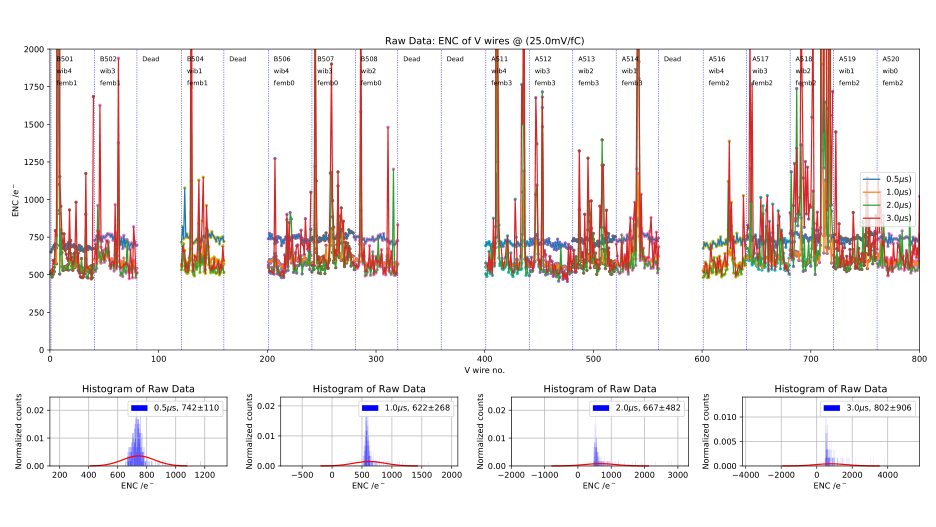 Raw Data: ENC of V wires @ (25.0mV/fC)
ENC /e⁻
2000
1750
1500
1250
1000
750
500
250
0
B501 B502 Dead B504 Dead B506 B507 B508 Dead Dead A511 A512 A513 A514 Dead A516 A517 A518 A519 A520
wib4 wib3 wib1 wib4 wib3 wib2 wib4 wib3 wib2 wib1 wib4 wib3 wib2 wib1 wib0
femb1 femb1 femb1 femb0 femb0 femb0 femb3 femb3 femb3 femb3 femb2 femb2 femb2 femb2 femb2
0.5μs)
1.0μs)
2.0μs)
3.0μs)
0 100 200 300 400 500 600 700 800
V wire no.
Histogram of Raw Data
Normalized counts
0.02
0.01
0.00
0.5μs, 742±110
200 400 600 800 1000 1200
ENC /e⁻
Histogram of Raw Data
Normalized counts
0.02
0.01
0.00
1.0μs, 622±268
−500 0 500 1000 1500 2000
ENC /e⁻
Histogram of Raw Data
Normalized counts
0.02
0.01
0.00
2.0μs, 667±482
−2000 −1000 0 1000 2000 3000
ENC /e⁻
Histogram of Raw Data
Normalized counts
0.010
0.005
0.000
3.0μs, 802±906
−4000 −2000 0 2000 4000
ENC /e⁻